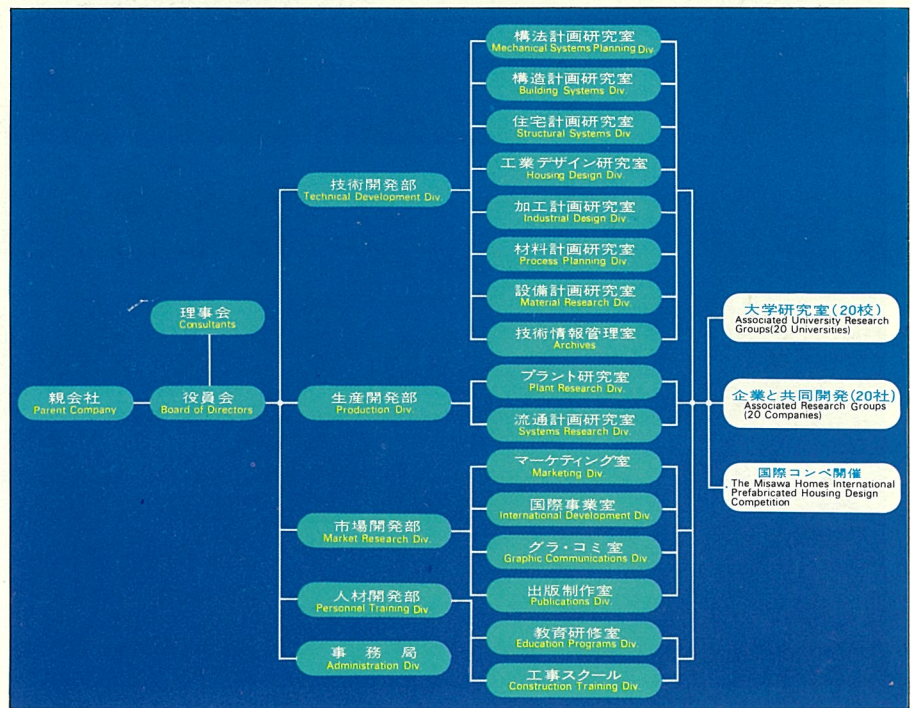 親会社
Parent Company
理事会
Consultants
役員会
Board of Directors
技術開発部
Technical Development Div.
生産開発部
Production Div.
市場開発部
Market Research Div.
人材開発部
Personnel Training Div.
事務局
Administration Div.
構法計画研究室
Mechanical Systems Planning Div.
構造計画研究室
Building Systems Div.
住宅計画研究室
Structural Systems Div.
工業デザイン研究室
Housing Design Div.
加工計画研究室
Industrial Design Div.
材料計画研究室
Process Planning Div.
設備計画研究室
Material Research Div.
技術情報管理室
Archives
プラント研究室
Plant Research Div.
流通計画研究室
Systems Research Div.
マーケティング室
Marketing Div.
国際事業室
International Development Div.
グラ・コミ室
Graphic Communications Div.
出版制作室
Publications Div.
教育研修室
Education Programs Div.
工事スクール
Construction Training Div.
大学研究室(20校)
Associated University Research
Groups(20 Universities)
企業と共同開発(20社)
Associated Research Groups
(20 Companies)
国際コンペ開催
The Misawa Homes International
Prefabricated Housing Design
Competition